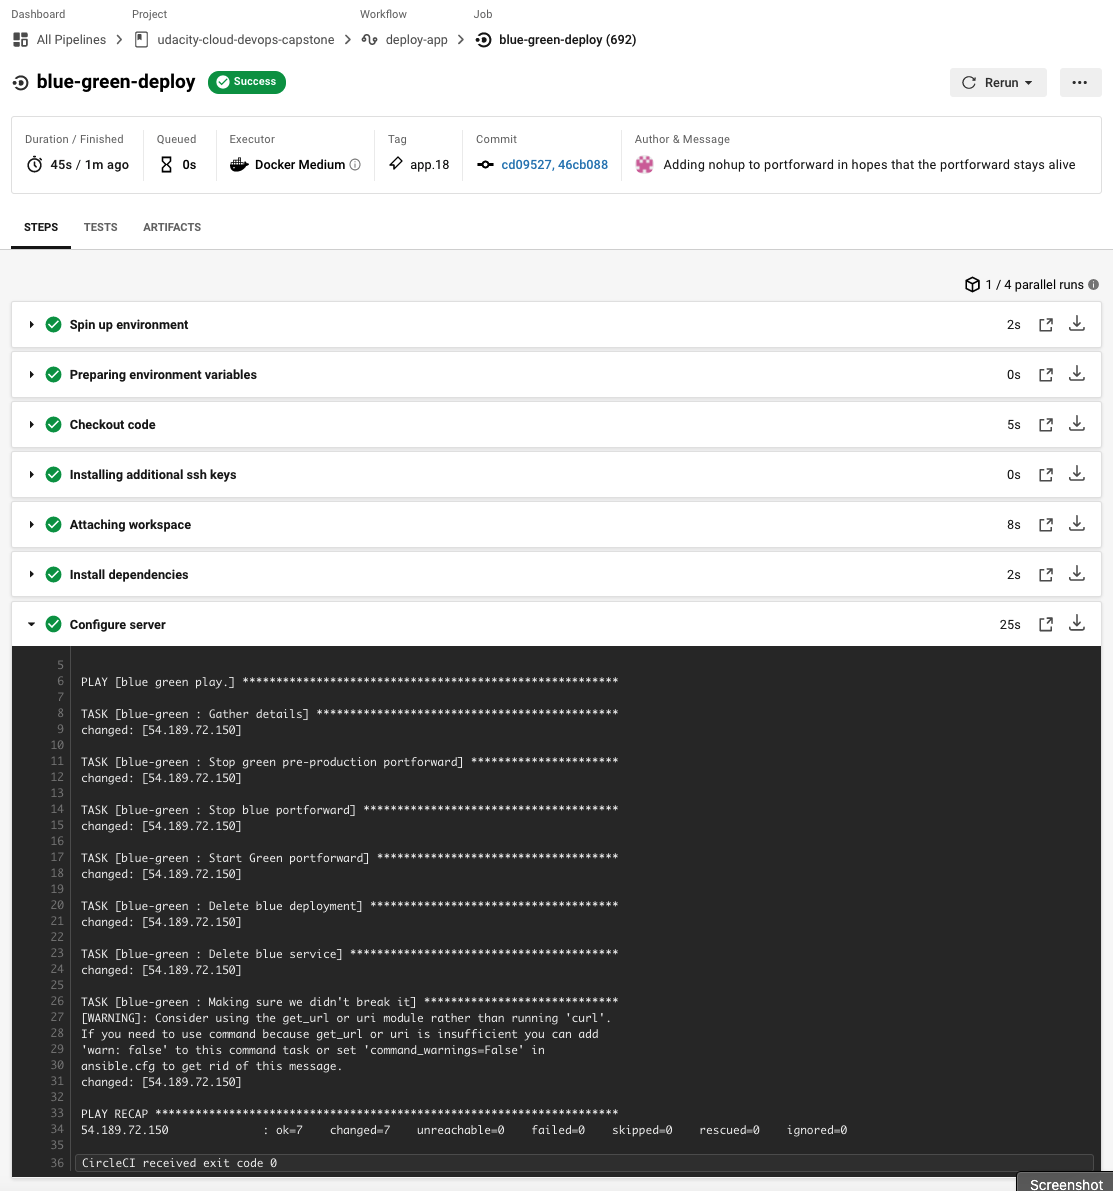 Dashboard Project Workflow Job
All Pipelines udacity-cloud-devops-capstone deploy-app blue-green-deploy (692)
blue-green-deploy Success Rerun
Duration / Finished Queued Executor Tag Commit Author & Message
45s / 1m ago 0s Docker Medium app.18 cd09527, 46cb088 Adding nohup to portforward in hopes that the portforward stays alive
STEPS TESTS ARTIFACTS
1 / 4 parallel runs
Spin up environment 2s
Preparing environment variables 0s
Checkout code 5s
Installing additional ssh keys 0s
Attaching workspace 8s
Install dependencies 2s
Configure server 25s
5
6 PLAY [blue green play.] ********************************************************
7
8 TASK [blue-green : Gather details] *********************************************
9 changed: [54.189.72.150]
10
11 TASK [blue-green : Stop green pre-production portforward] **********************
12 changed: [54.189.72.150]
13
14 TASK [blue-green : Stop blue portforward] **************************************
15 changed: [54.189.72.150]
16
17 TASK [blue-green : Start Green portforward] ************************************
18 changed: [54.189.72.150]
19
20 TASK [blue-green : Delete blue deployment] *************************************
21 changed: [54.189.72.150]
22
23 TASK [blue-green : Delete blue service] ****************************************
24 changed: [54.189.72.150]
25
26 TASK [blue-green : Making sure we didn't break it] *****************************
27 [WARNING]: Consider using the get_url or uri module rather than running 'curl'.
28 If you need to use command because get_url or uri is insufficient you can add
29 'warn: false' to this command task or set 'command_warnings=False' in
30 ansible.cfg to get rid of this message.
31 changed: [54.189.72.150]
32
33 PLAY RECAP *********************************************************************
34 54.189.72.150 : ok=7 changed=7 unreachable=0 failed=0 skipped=0 rescued=0 ignored=0
35
36 CircleCI received exit code 0
Screenshot